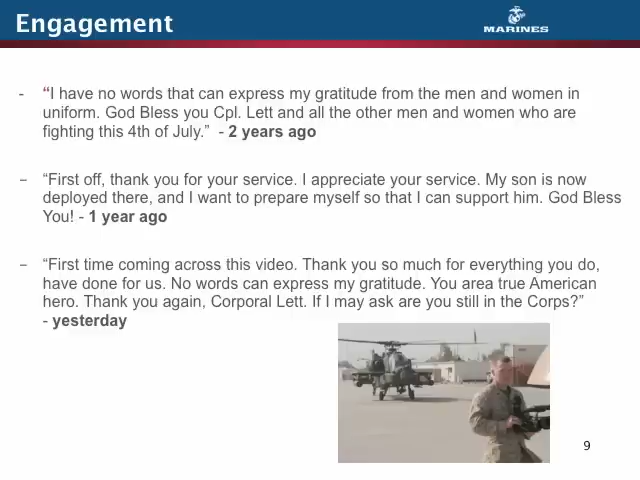 Engagement
MARINES
- “I have no words that can express my gratitude from the men and women in
uniform. God Bless you Cpl. Lett and all the other men and women who are
fighting this 4th of July.”  - 2 years ago
– “First off, thank you for your service. I appreciate your service. My son is now
deployed there, and I want to prepare myself so that I can support him. God Bless
You! - 1 year ago
– “First time coming across this video. Thank you so much for everything you do,
have done for us. No words can express my gratitude. You area true American
hero. Thank you again, Corporal Lett. If I may ask are you still in the Corps?”
- yesterday
9